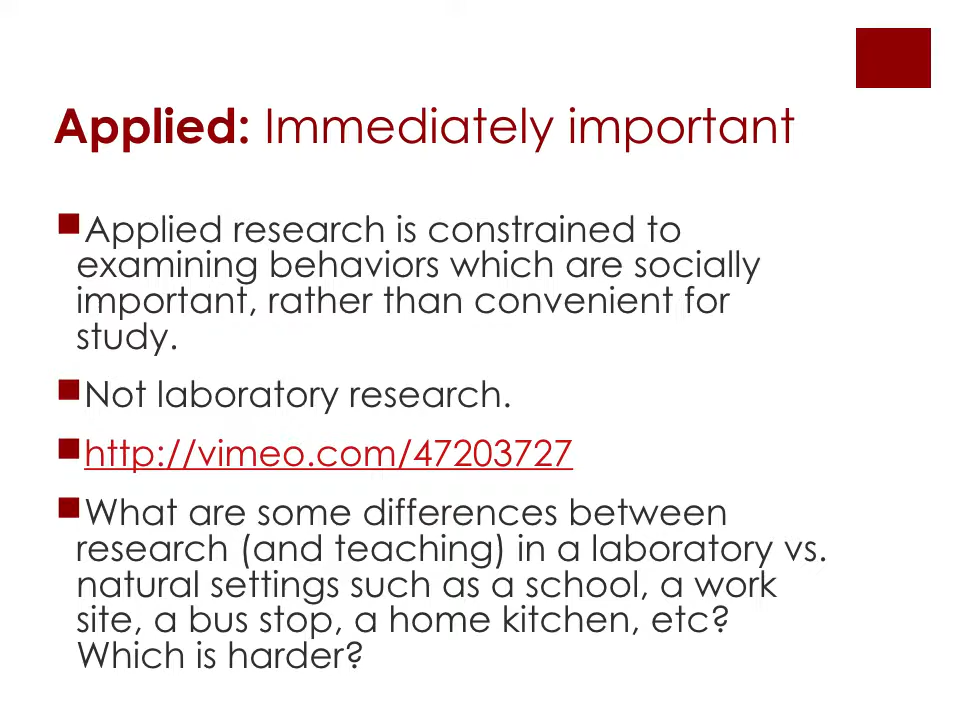 Applied: Immediately important
Applied research is constrained to
examining behaviors which are socially
important, rather than convenient for
study.
Not laboratory research.
http://vimeo.com/47203727
What are some differences between
research (and teaching) in a laboratory vs.
natural settings such as a school, a work
site, a bus stop, a home kitchen, etc?
Which is harder?